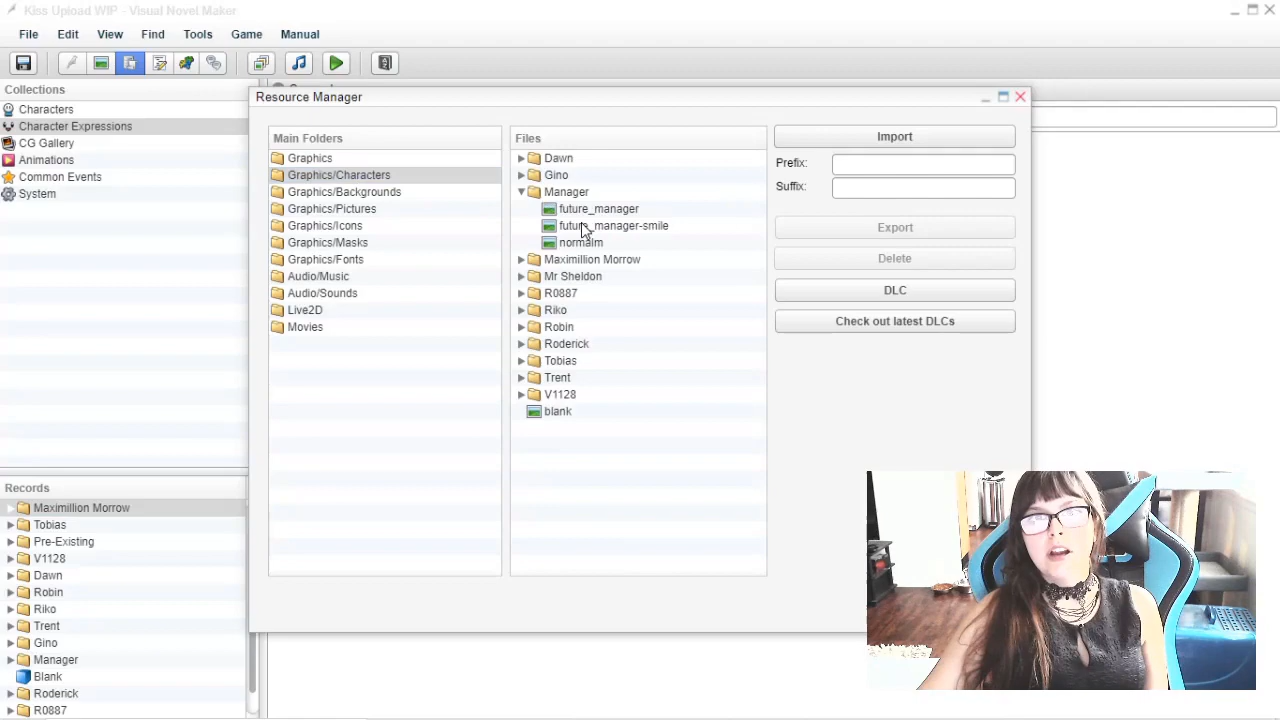 Kiss Upload WIP - Visual Novel Maker
File Edit View Find Tools Game Manual
Collections
Characters
Character Expressions
CG Gallery
Animations
Common Events
System
Records
Maximillion Morrow
Tobias
Pre-Existing
V1128
Dawn
Robin
Riko
Trent
Gino
Manager
Blank
Roderick
R0887
Resource Manager
Main Folders
Graphics
Graphics/Characters
Graphics/Backgrounds
Graphics/Pictures
Graphics/Icons
Graphics/Masks
Graphics/Fonts
Audio/Music
Audio/Sounds
Live2D
Movies
Files
Dawn
Gino
Manager
future_manager
future_manager-smile
normalm
Maximillion Morrow
Mr Sheldon
R0887
Riko
Robin
Roderick
Tobias
Trent
V1128
blank
Import
Prefix:
Suffix:
Export
Delete
DLC
Check out latest DLCs